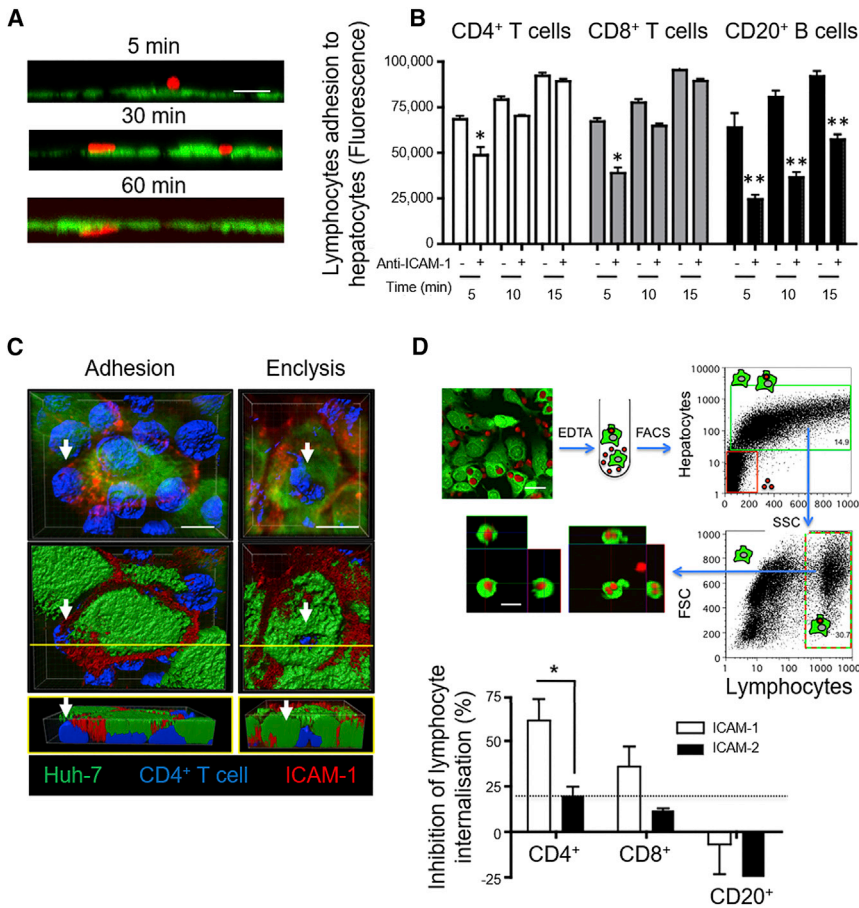 A
5 min
30 min
60 min
B
CD4+ T cells CD8+ T cells CD20+ B cells
Lymphocytes adhesion to
hepatocytes (Fluorescence)
100,000
75,000
50,000
25,000
0
* * ** ** **
Anti-ICAM-1 - + - + - + - + - + - + - + - + - +
Time (min) 5 10 15 5 10 15 5 10 15
C
Adhesion Enclysis
Huh-7 CD4+ T cell ICAM-1
D
EDTA
FACS
Hepatocytes
10000
1000
100
10
1
14.9
0 200 400 600 800 1000
SSC
FSC
1000
800
600
400
200
0
30.7
1 10 100 1000
Lymphocytes
Inhibition of lymphocyte
internalisation (%)
75
50
25
0
-25
*
ICAM-1
ICAM-2
CD4+
CD8+
CD20+